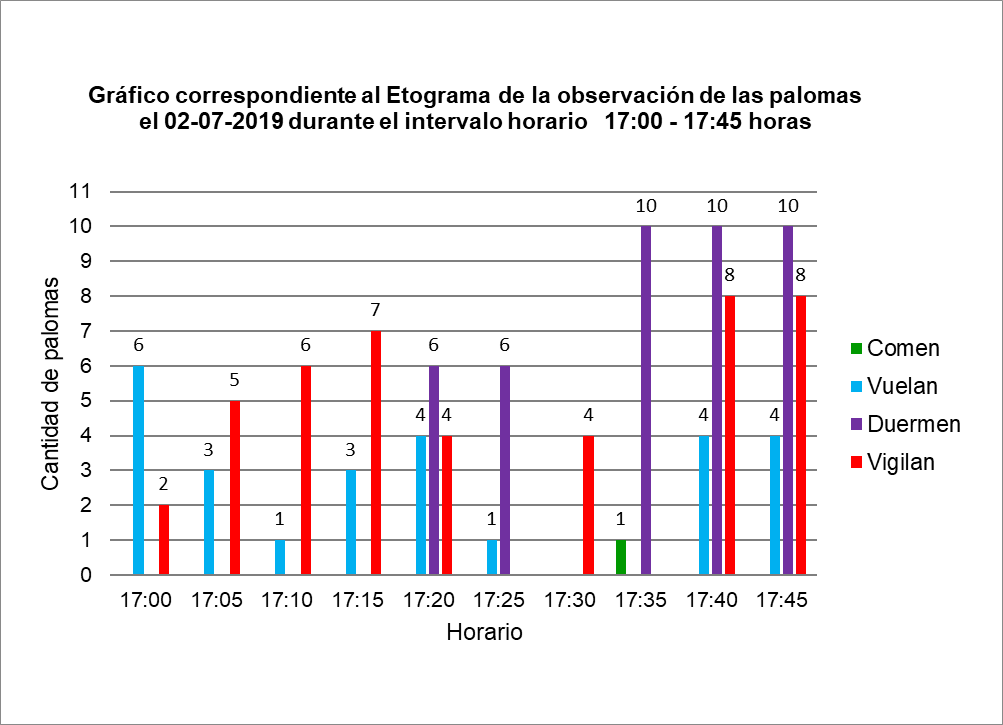 Gráfico correspondiente al Etograma de la observación de las palomas
el 02-07-2019 durante el intervalo horario 17:00 - 17:45 horas
Cantidad de palomas
11
10
9
8
7
6
5
4
3
2
1
0
6 2
3 5
1 6
3 7
4 6 4
1 6
4
1 10
4 10 8
4 10 8
17:00 17:05 17:10 17:15 17:20 17:25 17:30 17:35 17:40 17:45
Horario
Comen
Vuelan
Duermen
Vigilan